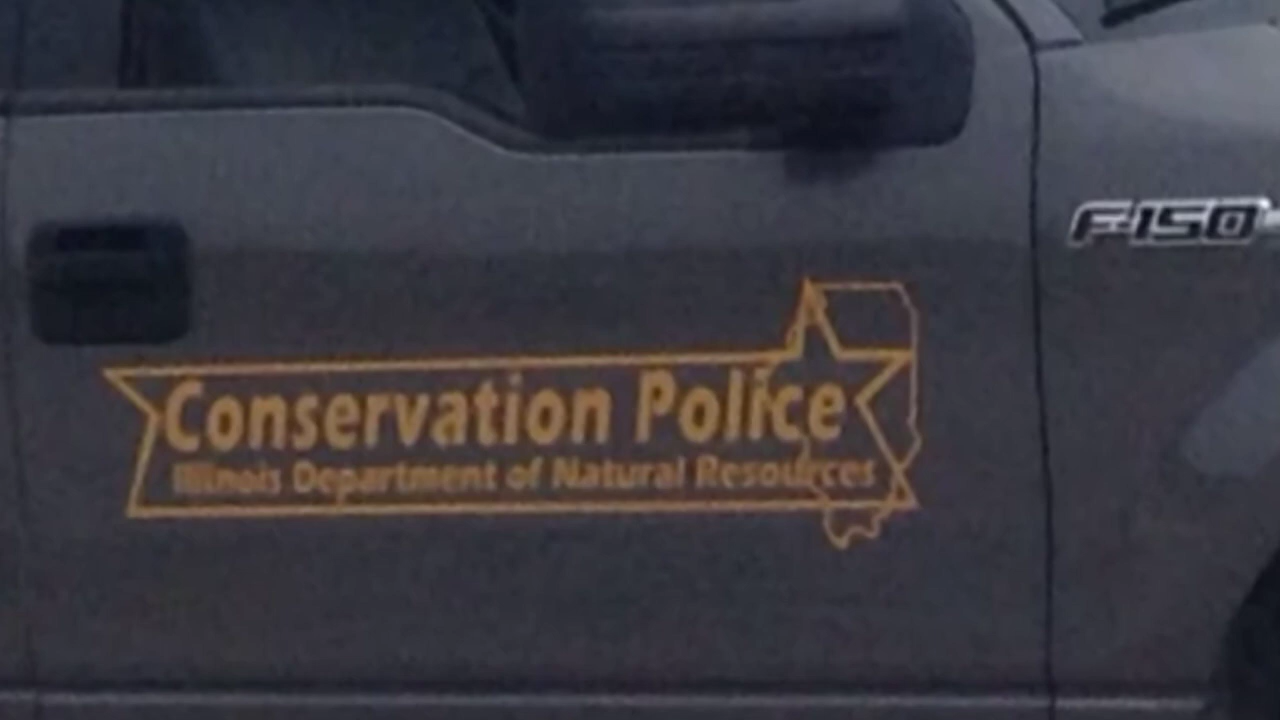 F-150
Conservation Police
Illinois Department of Natural Resources